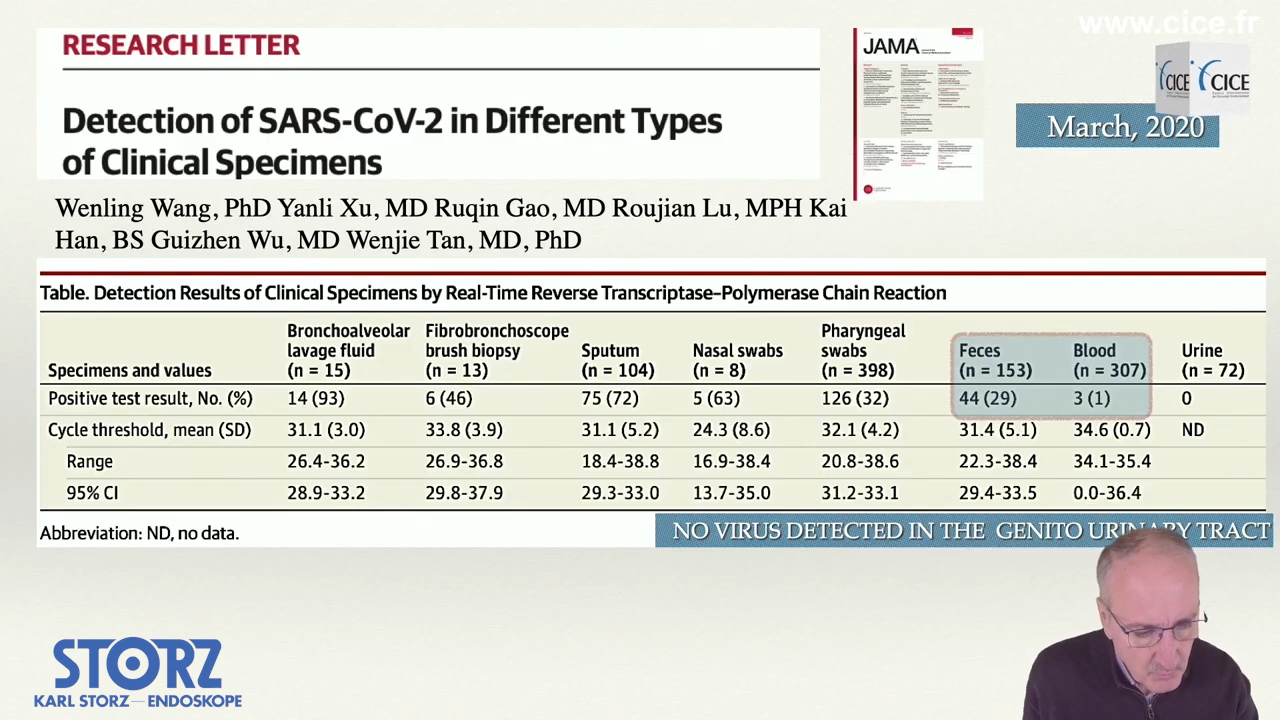 www.cice.fr
RESEARCH LETTER
JAMA
CICE
CICE
March, 2020
Detection of SARS-CoV-2 in Different Types
of Clinical Specimens
Wenling Wang, PhD Yanli Xu, MD Ruqin Gao, MD Roujian Lu, MPH Kai
Han, BS Guizhen Wu, MD Wenjie Tan, MD, PhD
Table. Detection Results of Clinical Specimens by Real-Time Reverse Transcriptase–Polymerase Chain Reaction
Bronchoalveolar Fibrobronchoscope Pharyngeal
lavage fluid brush biopsy Sputum Nasal swabs swabs Feces Blood Urine
Specimens and values (n = 15) (n = 13) (n = 104) (n = 8) (n = 398) (n = 153) (n = 307) (n = 72)
Positive test result, No. (%) 14 (93) 6 (46) 75 (72) 5 (63) 126 (32) 44 (29) 3 (1) 0
Cycle threshold, mean (SD) 31.1 (3.0) 33.8 (3.9) 31.1 (5.2) 24.3 (8.6) 32.1 (4.2) 31.4 (5.1) 34.6 (0.7) ND
Range 26.4-36.2 26.9-36.8 18.4-38.8 16.9-38.4 20.8-38.6 22.3-38.4 34.1-35.4
95% CI 28.9-33.2 29.8-37.9 29.3-33.0 13.7-35.0 31.2-33.1 29.4-33.5 0.0-36.4
Abbreviation: ND, no data.
NO VIRUS DETECTED IN THE GENITO URINARY TRACT
STORZ
KARL STORZ—ENDOSKOPE